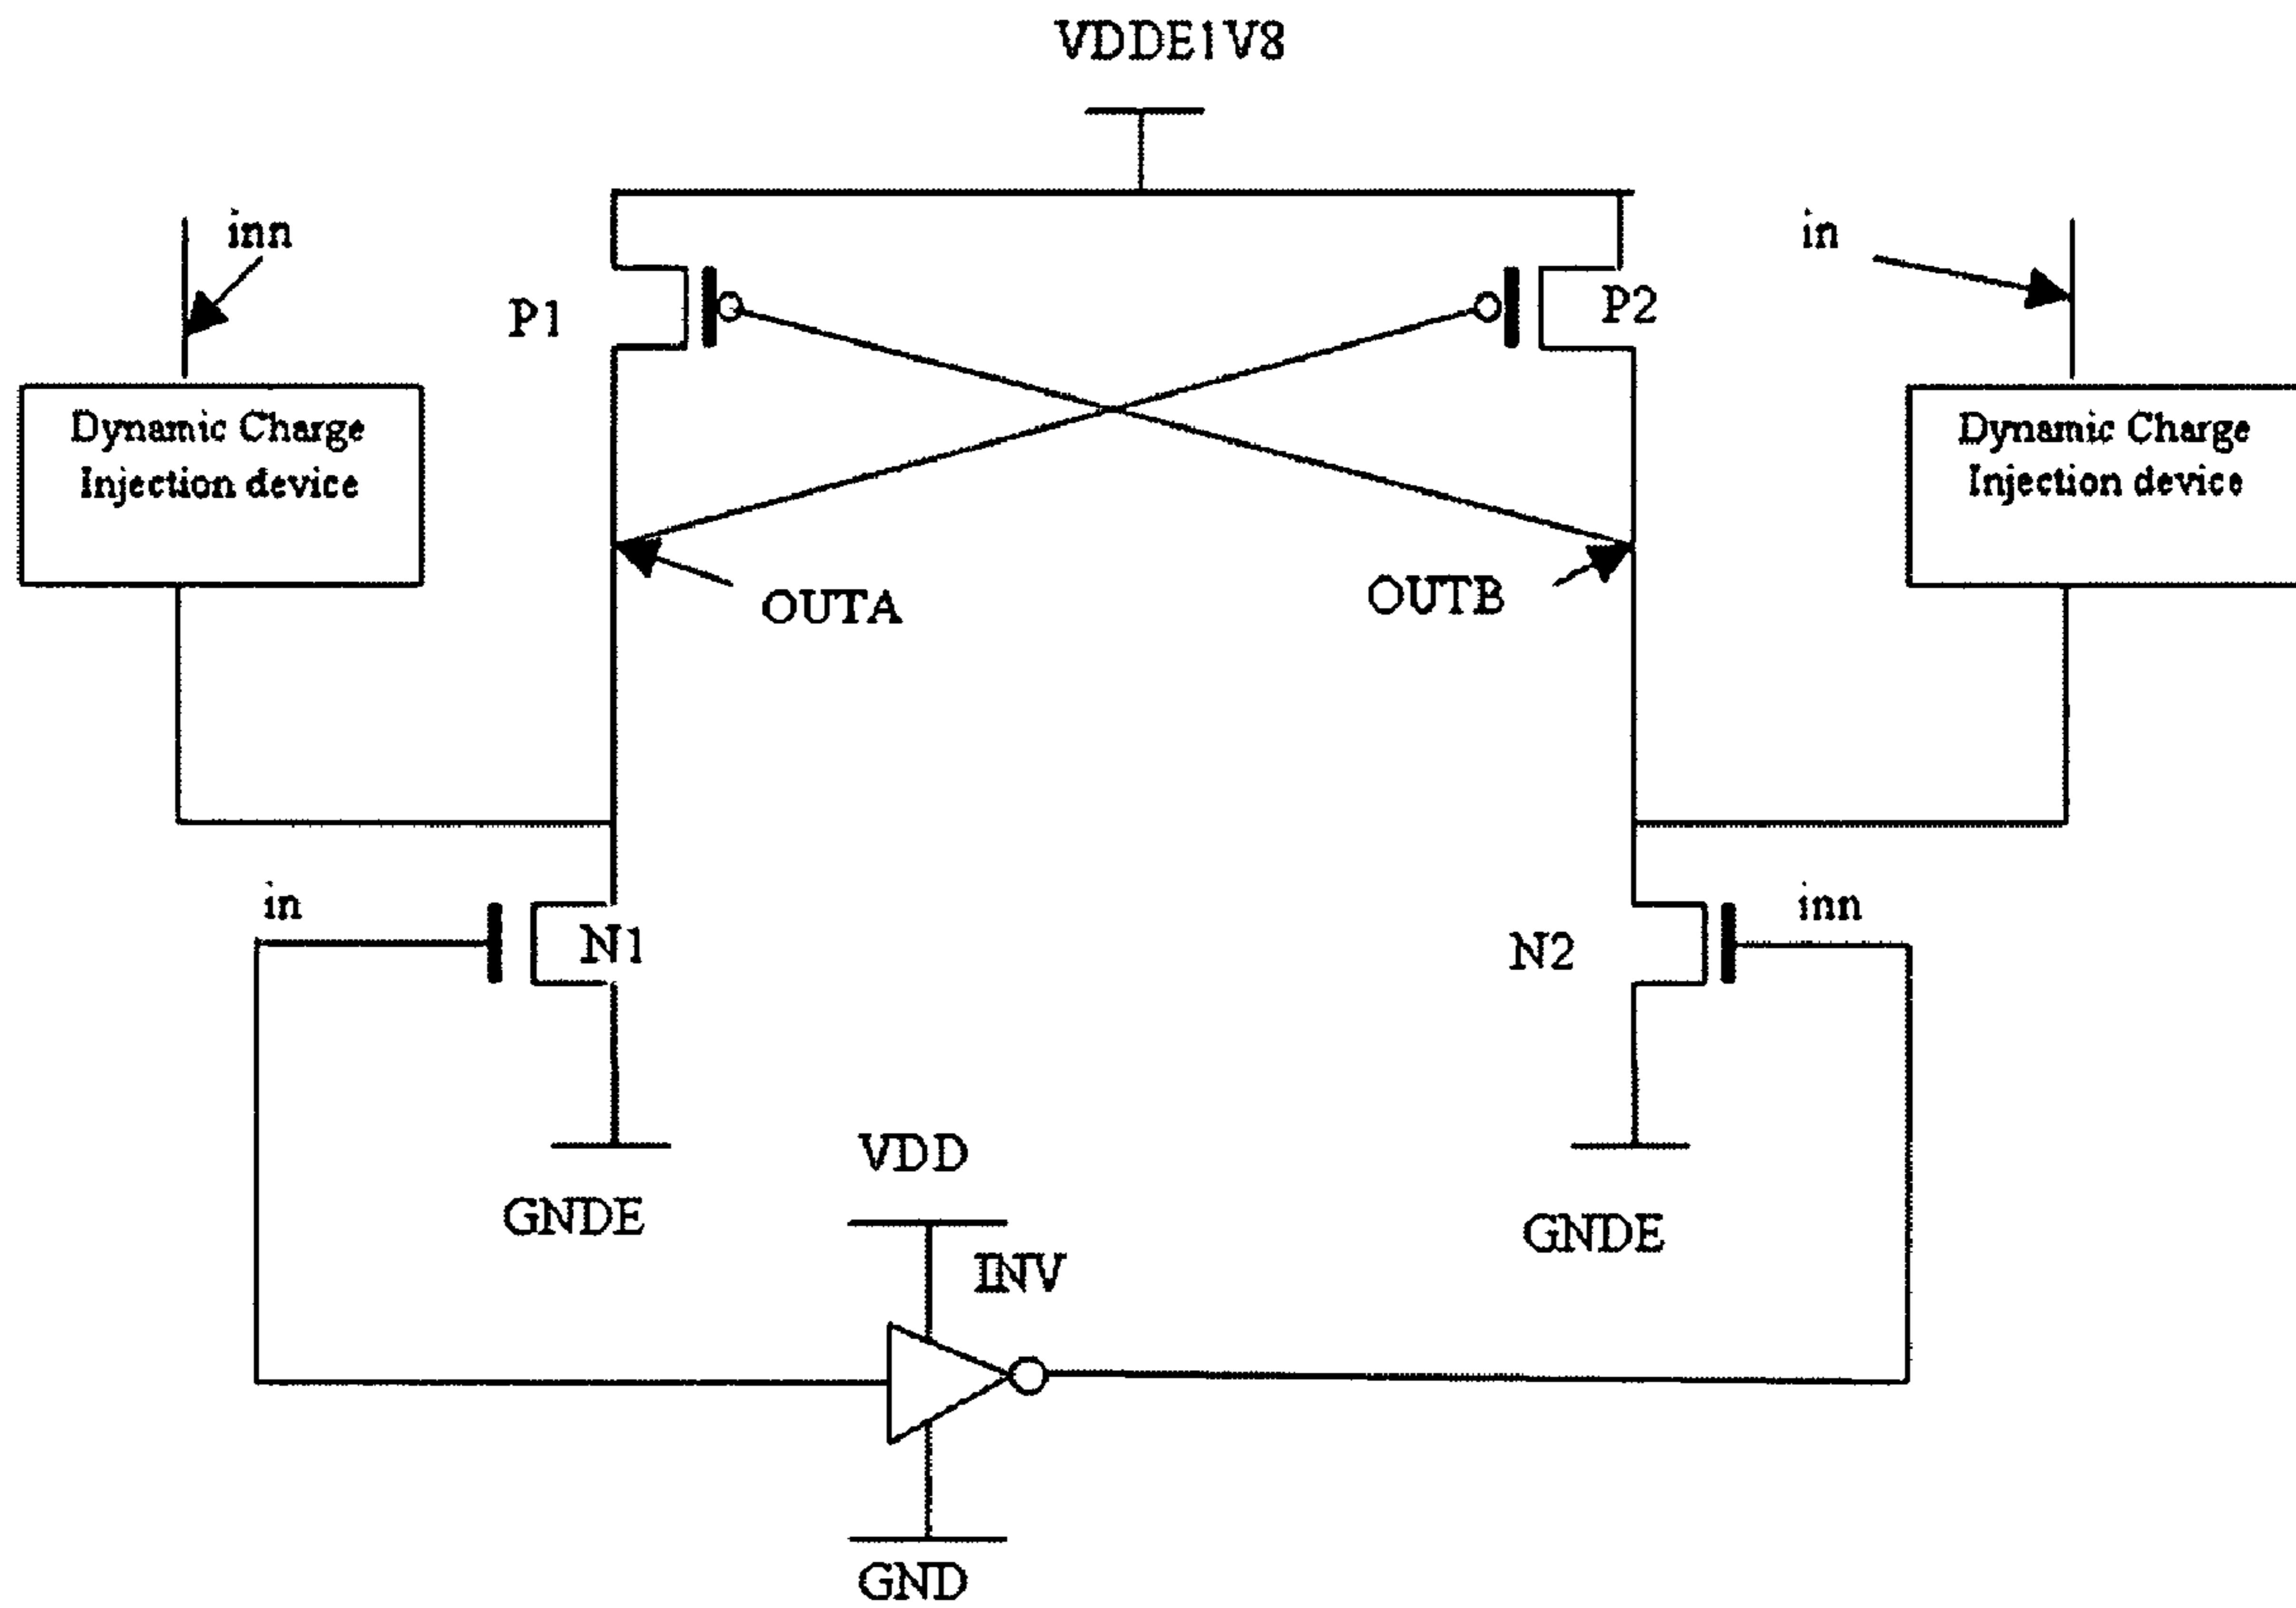 VDDE1V8
inn
in
P1
P2
Dynamic Charge
Injection device
Dynamic Charge
Injection device
OUTA
OUTB
in
N1
N2
inn
VDD
GNDE
GNDE
INV
GND